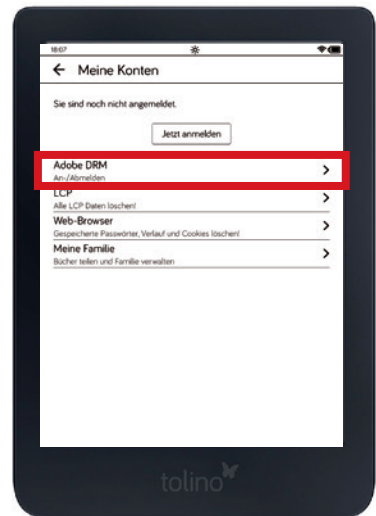 18:07
Meine Konten
Sie sind noch nicht angemeldet.
Jetzt anmelden
Adobe DRM
An-/Abmelden
LCP
Alle LCP Daten löschen!
Web-Browser
Gespeicherte Passwörter, Verlauf und Cookies löschen!
Meine Familie
Bücher teilen und Familie verwalten
tolino